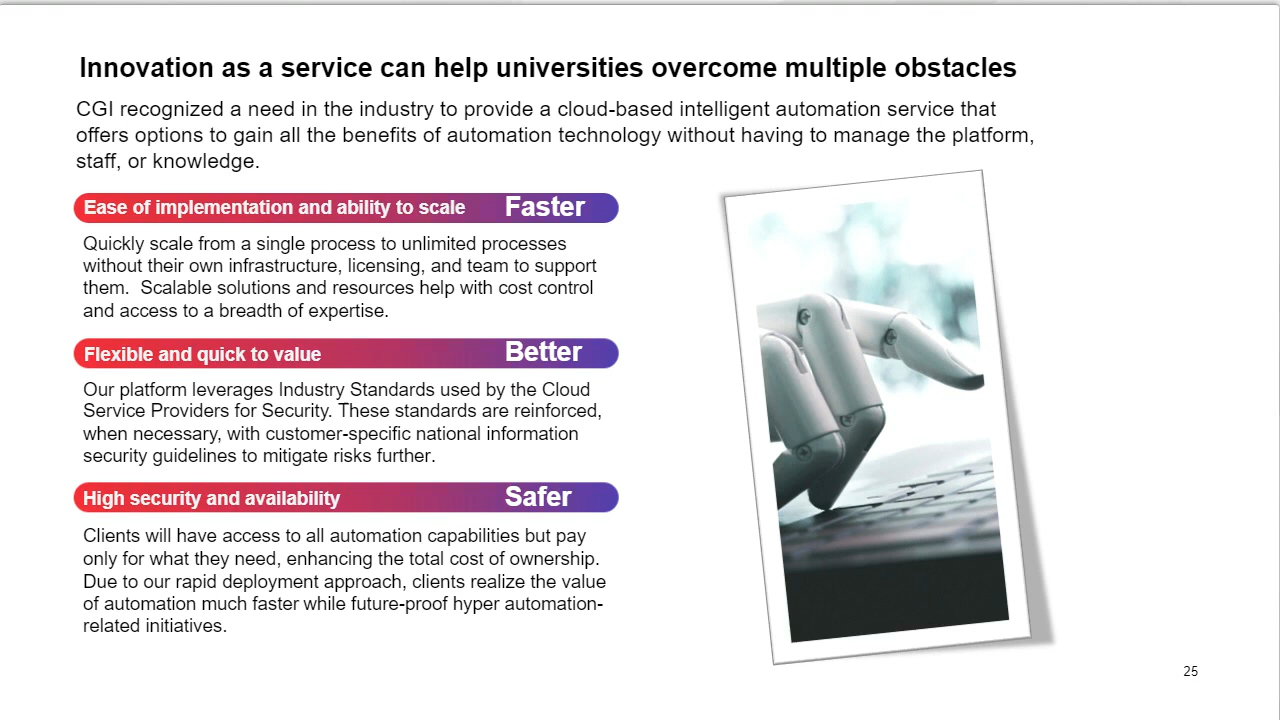 Innovation as a service can help universities overcome multiple obstacles
CGI recognized a need in the industry to provide a cloud-based intelligent automation service that
offers options to gain all the benefits of automation technology without having to manage the platform,
staff, or knowledge.
Ease of implementation and ability to scale Faster
Quickly scale from a single process to unlimited processes
without their own infrastructure, licensing, and team to support
them.  Scalable solutions and resources help with cost control
and access to a breadth of expertise.
Flexible and quick to value Better
Our platform leverages Industry Standards used by the Cloud
Service Providers for Security. These standards are reinforced,
when necessary, with customer-specific national information
security guidelines to mitigate risks further.
High security and availability Safer
Clients will have access to all automation capabilities but pay
only for what they need, enhancing the total cost of ownership.
Due to our rapid deployment approach, clients realize the value
of automation much faster while future-proof hyper automation-
related initiatives.
25